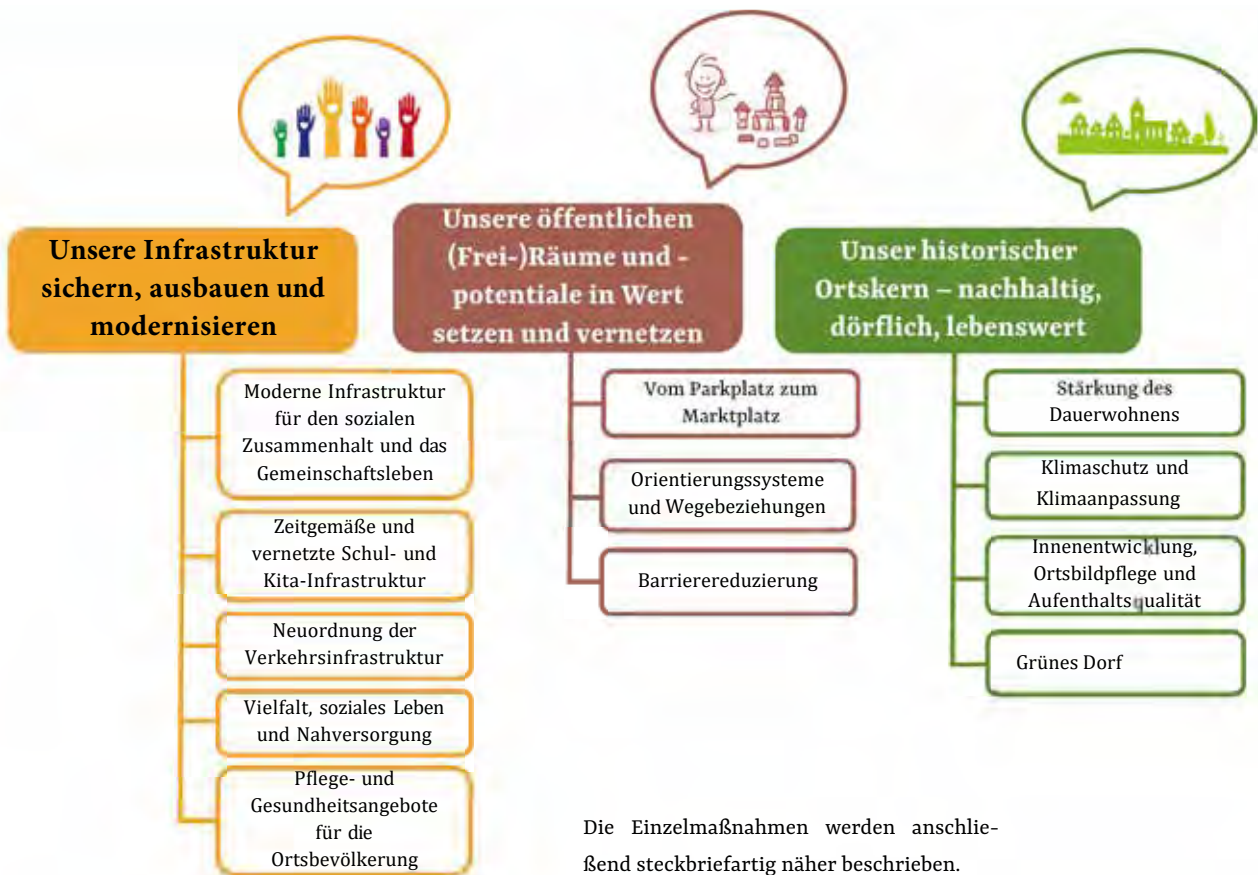 Unsere Infrastruktur
sichern, ausbauen und
modernisieren
Moderne Infrastruktur
für den sozialen
Zusammenhalt und das
Gemeinschaftsleben
Zeitgemäße und
vernetzte Schul- und
Kita-Infrastruktur
Neuordnung der
Verkehrsinfrastruktur
Vielfalt, soziales Leben
und Nahversorgung
Pflege- und
Gesundheitsangebote
für die
Ortsbevölkerung
Unsere öffentlichen
(Frei-)Räume und -
potentiale in Wert
setzen und vernetzen
Vom Parkplatz zum
Marktplatz
Orientierungssysteme
und Wegebeziehungen
Barrierereduzierung
Unser historischer
Ortskern – nachhaltig,
dörflich, lebenswert
Stärkung des
Dauerwohnens
Klimaschutz und
Klimaanpassung
Innenentwicklung,
Ortsbildpflege und
Aufenthaltsqualität
Grünes Dorf
Die Einzelmaßnahmen werden anschlie-
ßend steckbriefartig näher beschrieben.